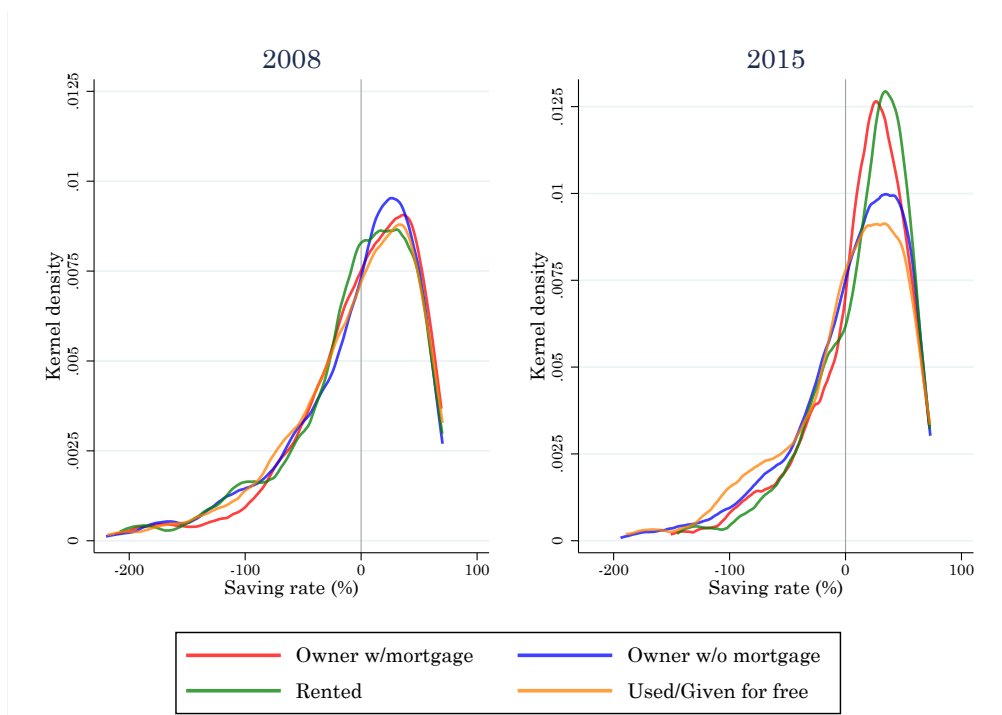 2008
2015
Kernel density
0
.0025
.005
.0075
.01
.0125
-200
-100
0
100
Saving rate (%)
Kernel density
0
.0025
.005
.0075
.01
.0125
-200
-100
0
100
Saving rate (%)
Owner w/mortgage
Owner w/o mortgage
Rented
Used/Given for free